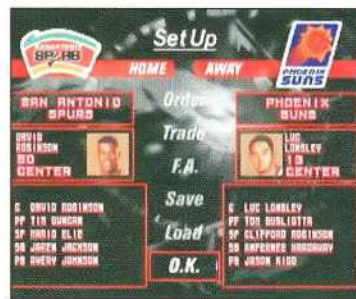 Set Up
SAN ANTONIO
SPURS
HOME AWAY
PHOENIX
SUNS
SAN ANTONIO
SPURS
Order
PHOENIX
SUNS
DAVID
ROBINSON
50
CENTER
Trade
LUC
LONGLEY
13
CENTER
F.A.
Save
Load
O.K.
C DAVID ROBINSON
PF TIM DUNCAN
SF MARIO ELIE
SG JAREN JACKSON
PG AVERY JOHNSON
C LUC LONGLEY
PF TOM GUGLIOTTA
SF CLIFFORD ROBINSON
SG ANFERNEE HARDAWAY
PG JASON KIDD